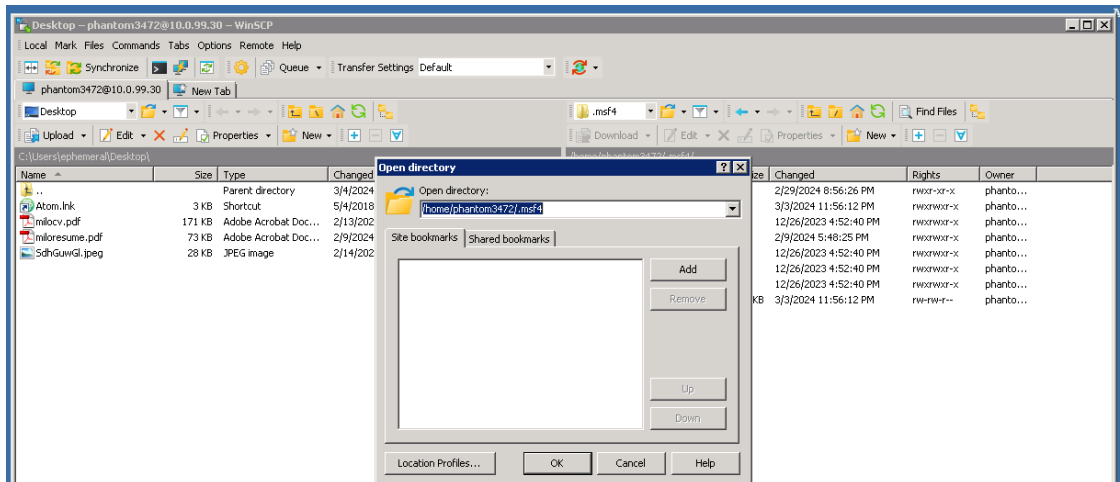 Desktop – phantom3472@10.0.99.30 – WinSCP
Local Mark Files Commands Tabs Options Remote Help
Synchronize Queue Transfer Settings Default
phantom3472@10.0.99.30 New Tab
Desktop .msf4 Find Files
Upload Edit Properties New Download Edit Properties New
C:\Users\ephemeral\Desktop\ /home/phantom3472/.msf4/
Open directory
Name Size Type Changed ize Changed Rights Owner
.. Parent directory 3/4/2024 2/29/2024 8:56:26 PM rwxr-xr-x phanto...
Open directory:
Atom.lnk 3 KB Shortcut 5/4/2018 /home/phantom3472/.msf4 3/3/2024 11:56:12 PM rwxrwxr-x phanto...
milocv.pdf 171 KB Adobe Acrobat Doc... 2/13/202 12/26/2023 4:52:40 PM rwxrwxr-x phanto...
miloresume.pdf 73 KB Adobe Acrobat Doc... 2/9/2024 Site bookmarks Shared bookmarks 2/9/2024 5:48:25 PM rwxrwxr-x phanto...
SdhGuwGl.jpeg 28 KB JPEG image 2/14/202 12/26/2023 4:52:40 PM rwxrwxr-x phanto...
Add 12/26/2023 4:52:40 PM rwxrwxr-x phanto...
12/26/2023 4:52:40 PM rwxrwxr-x phanto...
Remove KB 3/3/2024 11:56:12 PM rw-rw-r-- phanto...
Up
Down
Location Profiles... OK Cancel Help